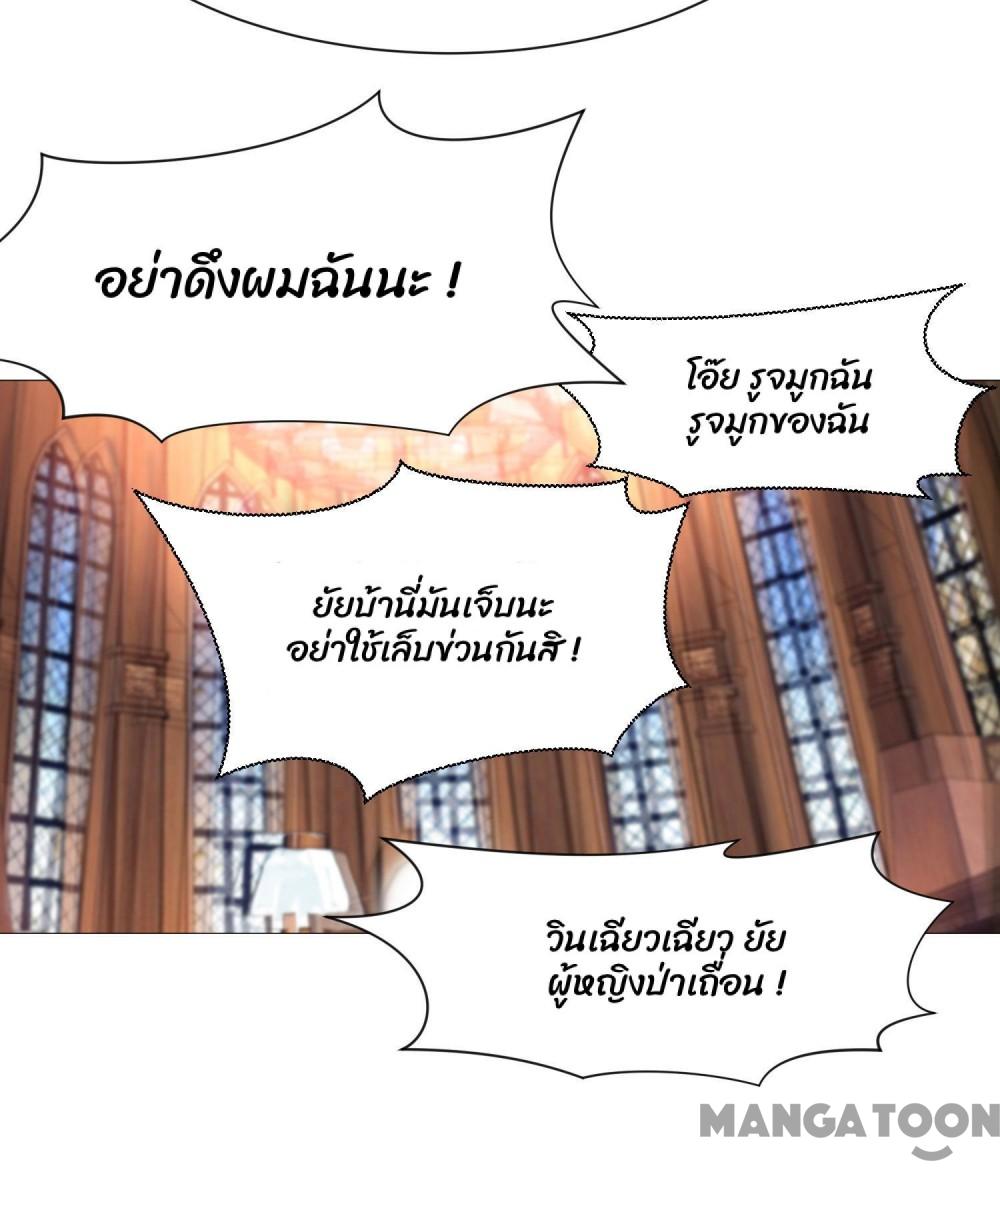 อย่าดึงผมฉันนะ !
โอ๊ย รูจมูกฉัน
รูจมูกของฉัน
ยัยบ้านี่มันเจ็บนะ
อย่าใช้เล็บข่วนกันสิ !
วินเฉียวเฉียว ยัย
ผู้หญิงป่าเถื่อน !
MANGATOON